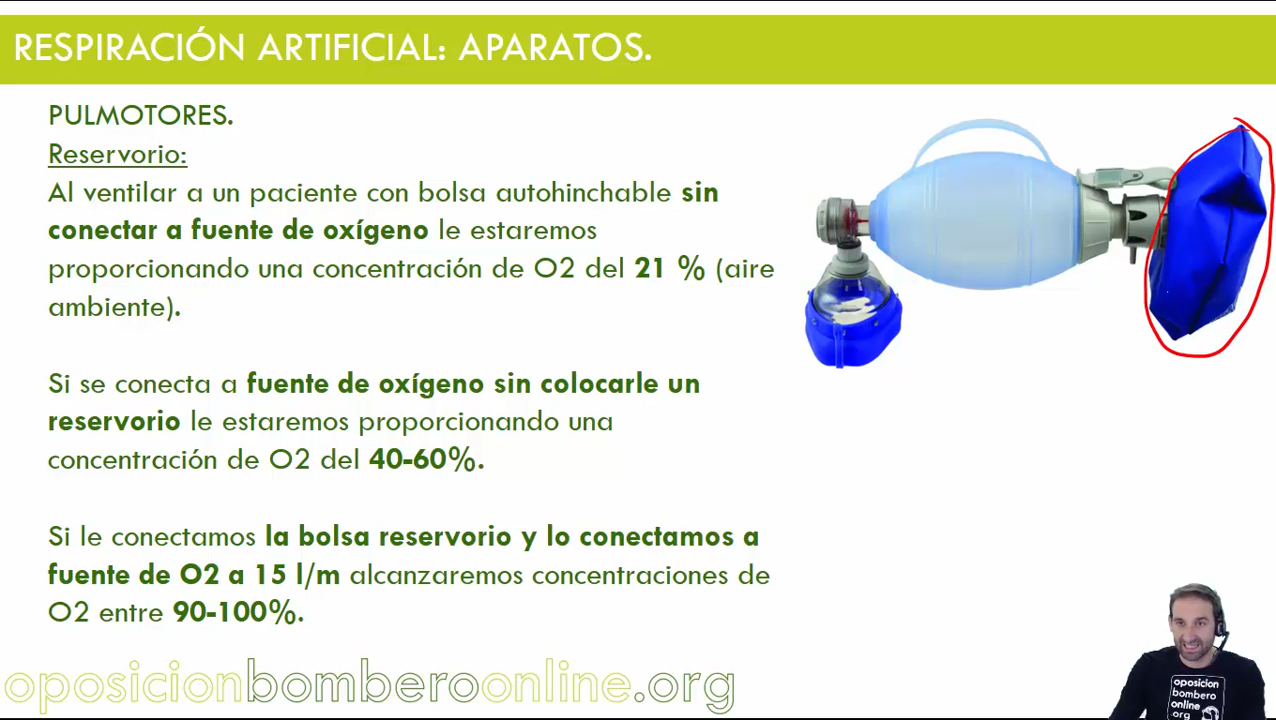 RESPIRACIÓN ARTIFICIAL: APARATOS.
PULMOTORES.
Reservorio:
Al ventilar a un paciente con bolsa autohinchable sin
conectar a fuente de oxígeno le estaremos
proporcionando una concentración de O2 del 21 % (aire
ambiente).
Si se conecta a fuente de oxígeno sin colocarle un
reservorio le estaremos proporcionando una
concentración de O2 del 40-60%.
Si le conectamos la bolsa reservorio y lo conectamos a
fuente de O2 a 15 l/m alcanzaremos concentraciones de
O2 entre 90-100%.
oposicionbomberoonline.org
oposicion
bombero
online
org